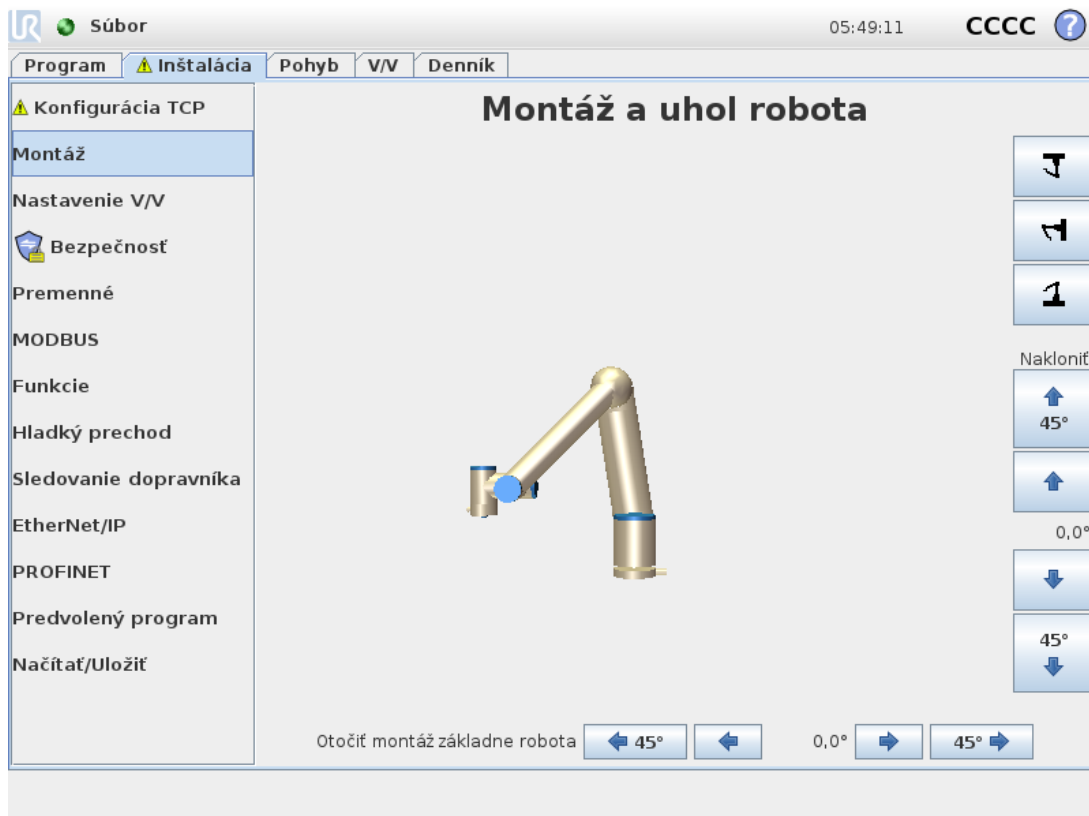 UR Súbor 05:49:11 CCCC ?
Program Inštalácia Pohyb V/V Denník
Konfigurácia TCP
Montáž
Nastavenie V/V
Bezpečnosť
Premenné
MODBUS
Funkcie
Hladký prechod
Sledovanie dopravníka
EtherNet/IP
PROFINET
Predvolený program
Načítať/Uložiť
Montáž a uhol robota
Nakloniť
45°
0,0°
45°
Otočiť montáž základne robota 45° 0,0° 45°